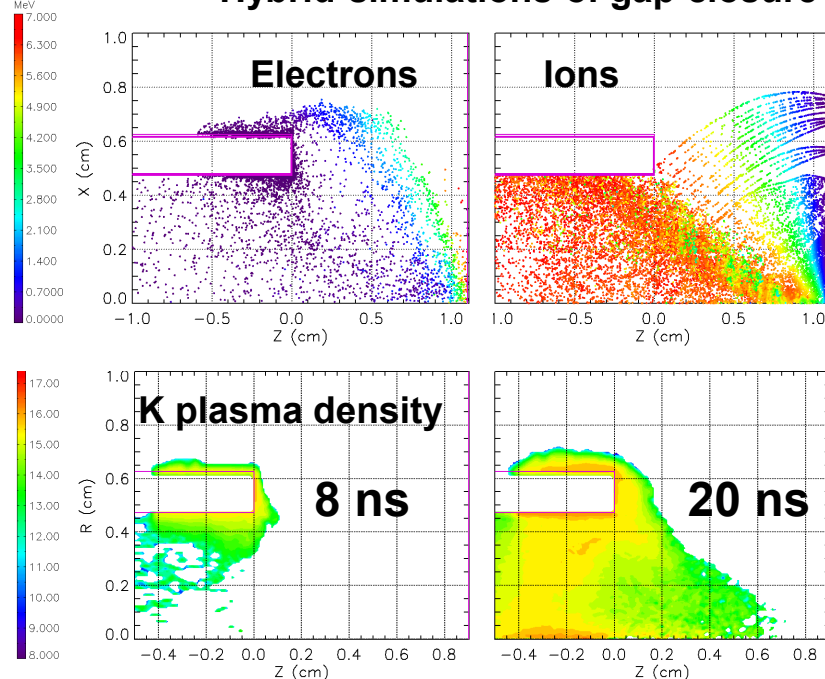 Hybrid simulations of gap closure
MeV
7.000
6.300
5.600
4.900
4.200
3.500
2.800
2.100
1.400
0.7000
0.0000
Electrons
X (cm)
1.0
0.8
0.6
0.4
0.2
0.0
-1.0 -0.5 0.0 0.5 1.0
Z (cm)
Ions
1.0 -0.5 0.0 0.5 1.0
Z (cm)
17.00
16.00
15.00
14.00
13.00
12.00
11.00
10.00
9.000
8.000
K plasma density
8 ns
R (cm)
1.0
0.8
0.6
0.4
0.2
0.0
-0.4 -0.2 0.0 0.2 0.4 0.6 0.8
Z (cm)
20 ns
-0.4 -0.2 0.0 0.2 0.4 0.6 0.8
Z (cm)